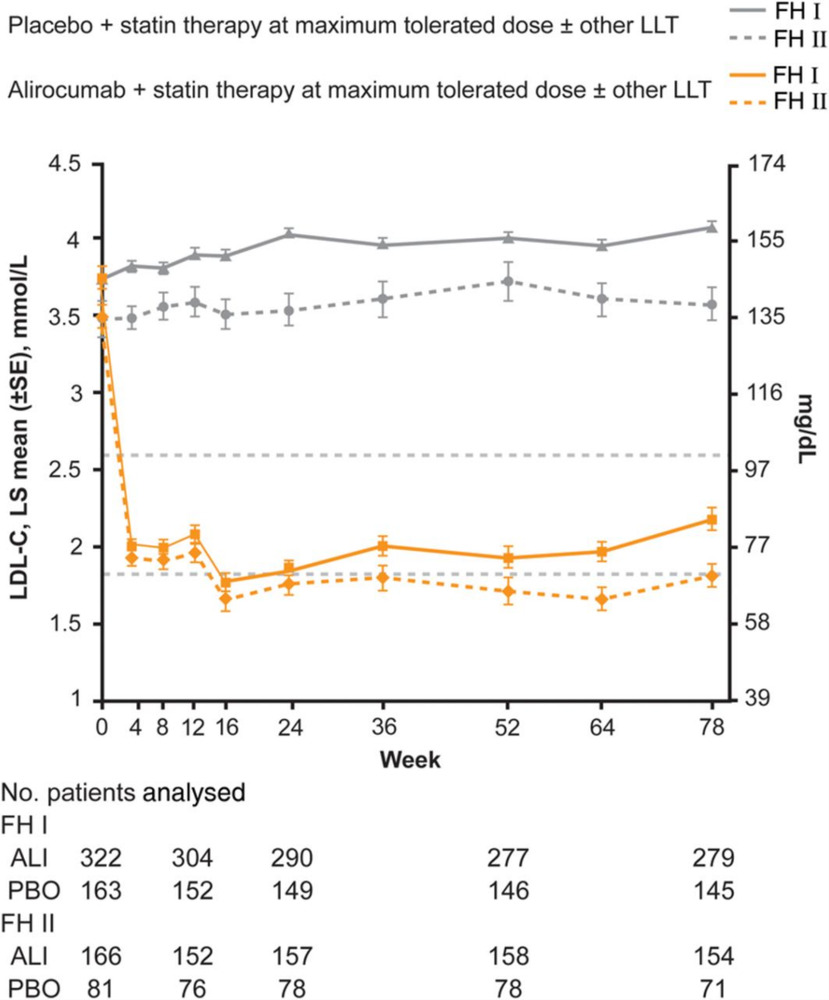 Placebo + statin therapy at maximum tolerated dose ± other LLT
FH I
FH II
Alirocumab + statin therapy at maximum tolerated dose ± other LLT
FH I
FH II
LDL-C, LS mean (±SE), mmol/L
4.5
4
3.5
3
2.5
2
1.5
1
174
155
135
116
97
77
58
39
mg/dL
0 4 8 12 16 24 36 52 64 78
Week
No. patients analysed
FH I
ALI 322 304 290 277 279
PBO 163 152 149 146 145
FH II
ALI 166 152 157 158 154
PBO 81 76 78 78 71